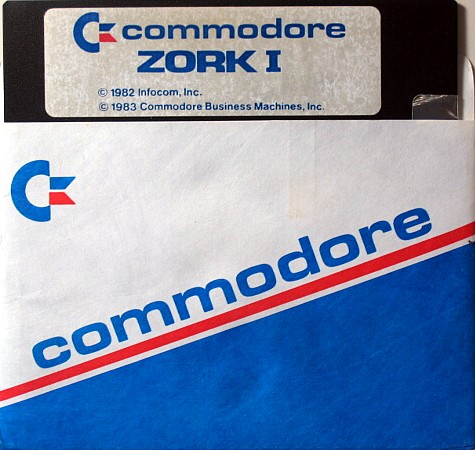 commodore
ZORK I
© 1982 Infocom, Inc.
© 1983 Commodore Business Machines, Inc.
commodore